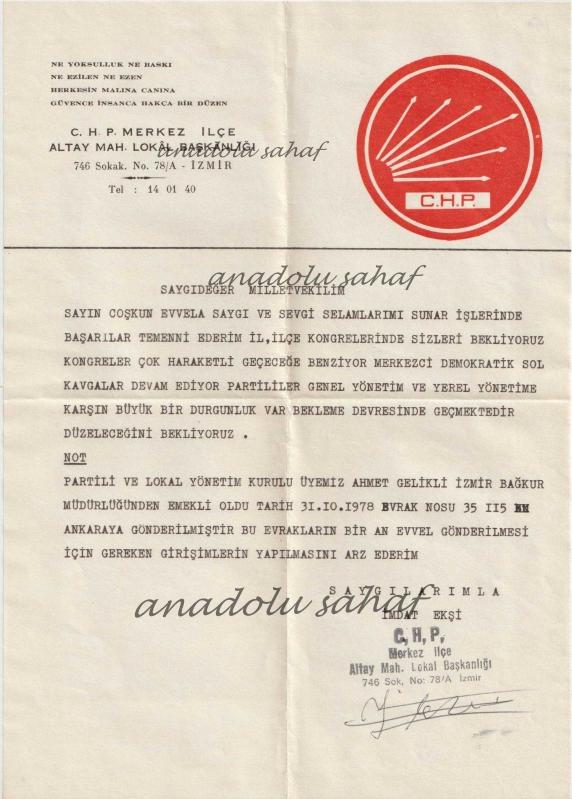 NE YOKSULLUK NE BASKI
NE EZİLEN NE EZEN
HERKESİN MALINA CANINA
GÜVENCE İNSANCA HAKÇA BİR DÜZEN
C. H. P. MERKEZ İLÇE
ALTAY MAH. LOKÂL BAŞKANLIĞI
anadolu sahaf
746 Sokak. No. 78/A - İZMİR
Tel : 14 01 40
C.H.P.
anadolu sahaf
SAYGIDEĞER MİLLETVEKİLİM
SAYIN COŞKUN EVVELA SAYGI VE SEVGİ SELAMLARIMI SUNAR İŞLERİNDE
BAŞARILAR TEMENNİ EDERİM İL,İLÇE KONGRELERİNDE SİZLERİ BEKLİYORUZ
KONGRELER ÇOK HARAKETLİ GEÇECEĞE BENZİYOR MERKEZCİ DEMOKRATİK SOL
KAVGALAR DEVAM EDİYOR PARTİLİLER GENEL YÖNETİM VE YEREL YÖNETİME
KARŞIN BÜYÜK BİR DURGUNLUK VAR BEKLEME DEVRESİNDE GEÇMEKTEDİR
DÜZELECEĞİNİ BEKLİYORUZ .
NOT
PARTİLİ VE LOKAL YÖNETİM KURULU ÜYEMİZ AHMET GELİKLİ İZMİR BAĞKUR
MÜDÜRLÜĞÜNDEN EMEKLİ OLDU TARİH 31.10.1978 EVRAK NOSU 35 II5
ANKARAYA GÖNDERİLMİŞTİR BU EVRAKLARIN BİR AN EVVEL GÖNDERİLMESİ
İÇİN GEREKEN GİRİŞİMLERİN YAPILMASINI ARZ EDERİM
SAYGILARIMLA
anadolu sahaf
İMDAT EKŞİ
C, H, P,
Merkez İlçe
Altay Mah. Lokal Başkanlığı
746 Sok, No: 78/A İzmir